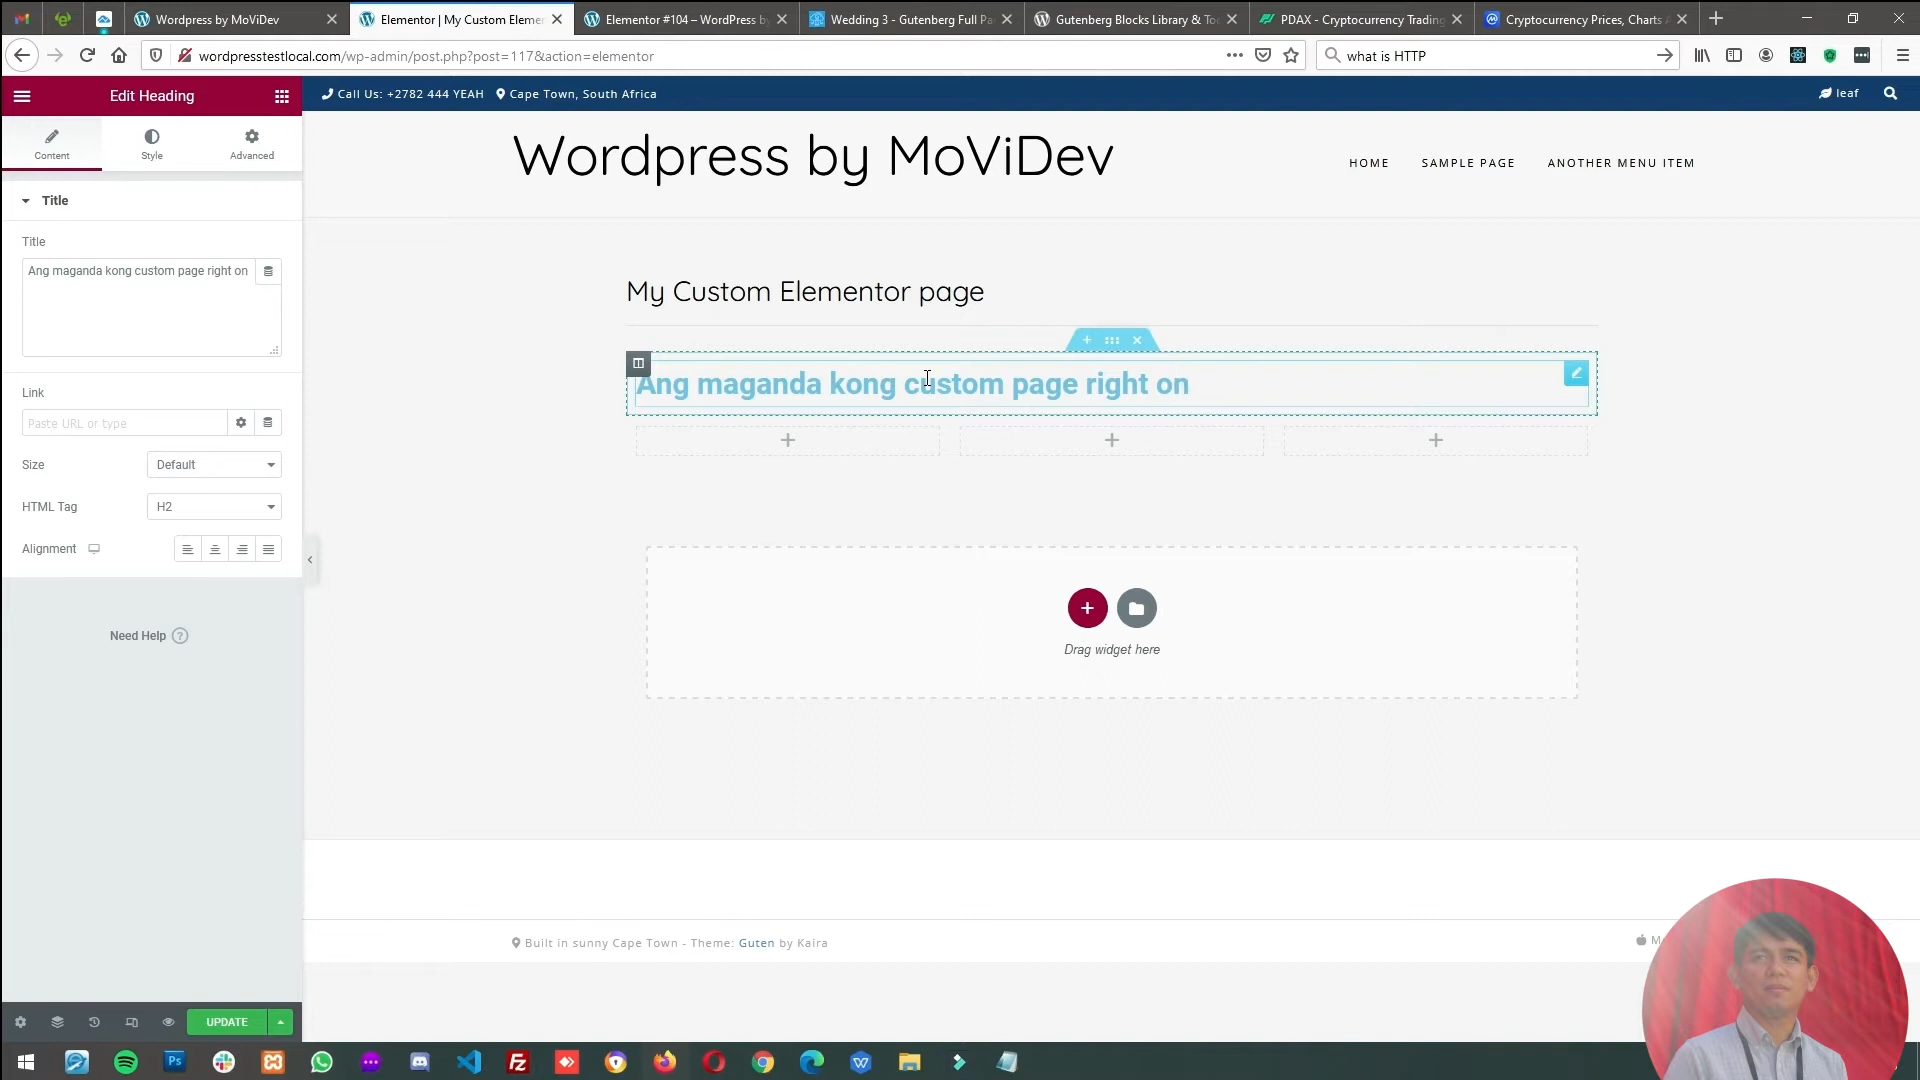 Wordpress by MoViDev
Elementor | My Custom Elemen
Elementor #104 – WordPress by
Wedding 3 - Gutenberg Full Pa
Gutenberg Blocks Library & Too
PDAX - Cryptocurrency Trading
Cryptocurrency Prices, Charts A
wordpresstestlocal.com/wp-admin/post.php?post=117&action=elementor
what is HTTP
Edit Heading
Call Us: +2782 444 YEAH
Cape Town, South Africa
leaf
Content
Style
Advanced
Wordpress by MoViDev
HOME
SAMPLE PAGE
ANOTHER MENU ITEM
Title
Title
Ang maganda kong custom page right on
My Custom Elementor page
Ang maganda kong custom page right on
Link
Paste URL or type
Size
Default
HTML Tag
H2
Alignment
Need Help ?
Drag widget here
Built in sunny Cape Town - Theme: Guten by Kaira
UPDATE
Ps
Fz